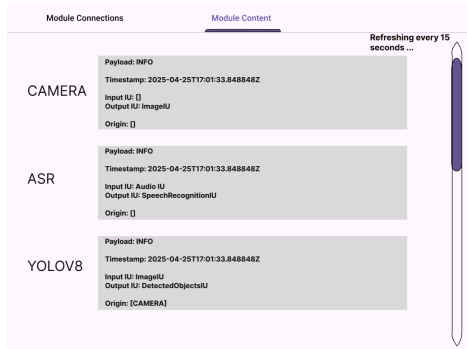 Module Connections
Module Content
Refreshing every 15
seconds ...
CAMERA
Payload: INFO
Timestamp: 2025-04-25T17:01:33.848848Z
Input IU: []
Output IU: ImageIU
Origin: []
ASR
Payload: INFO
Timestamp: 2025-04-25T17:01:33.848848Z
Input IU: Audio IU
Output IU: SpeechRecognitionIU
Origin: []
YOLOV8
Payload: INFO
Timestamp: 2025-04-25T17:01:33.848848Z
Input IU: ImageIU
Output IU: DetectedObjectsIU
Origin: [CAMERA]